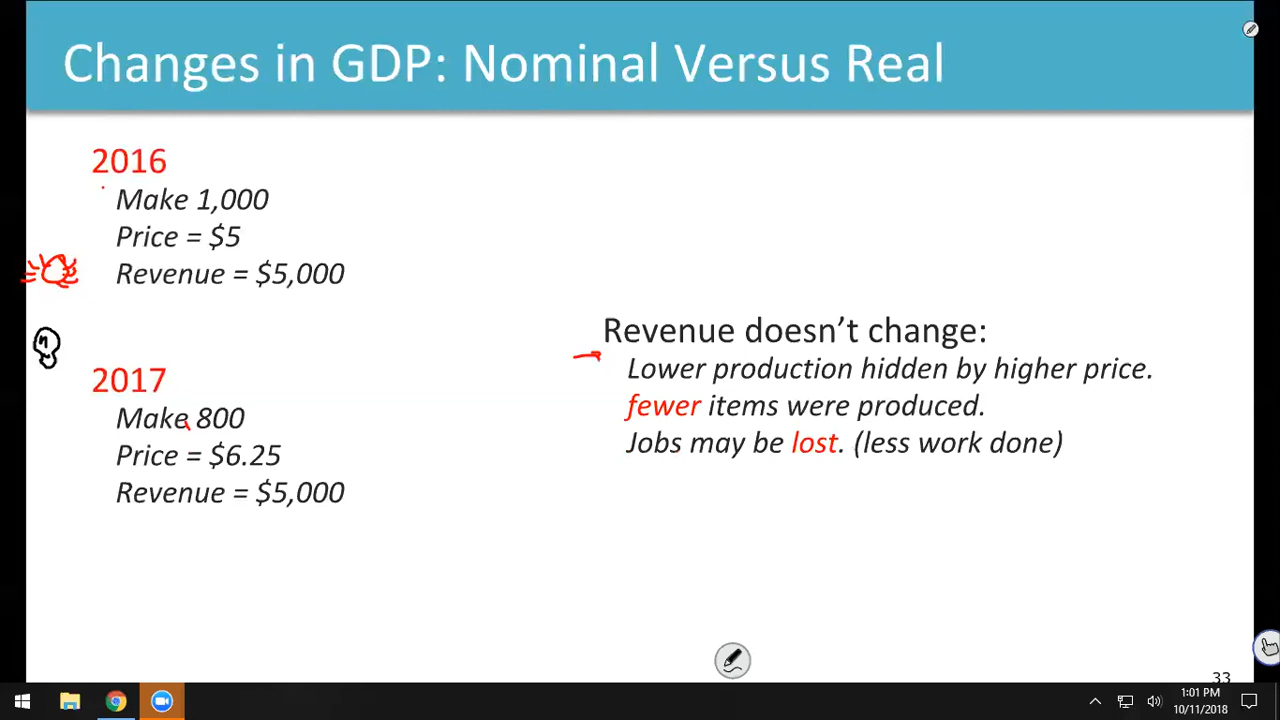 Changes in GDP: Nominal Versus Real
2016
Make 1,000
Price = $5
Revenue = $5,000
2017
Make 800
Price = $6.25
Revenue = $5,000
Revenue doesn’t change:
Lower production hidden by higher price.
fewer items were produced.
Jobs may be lost. (less work done)
33
1:01 PM
10/11/2018